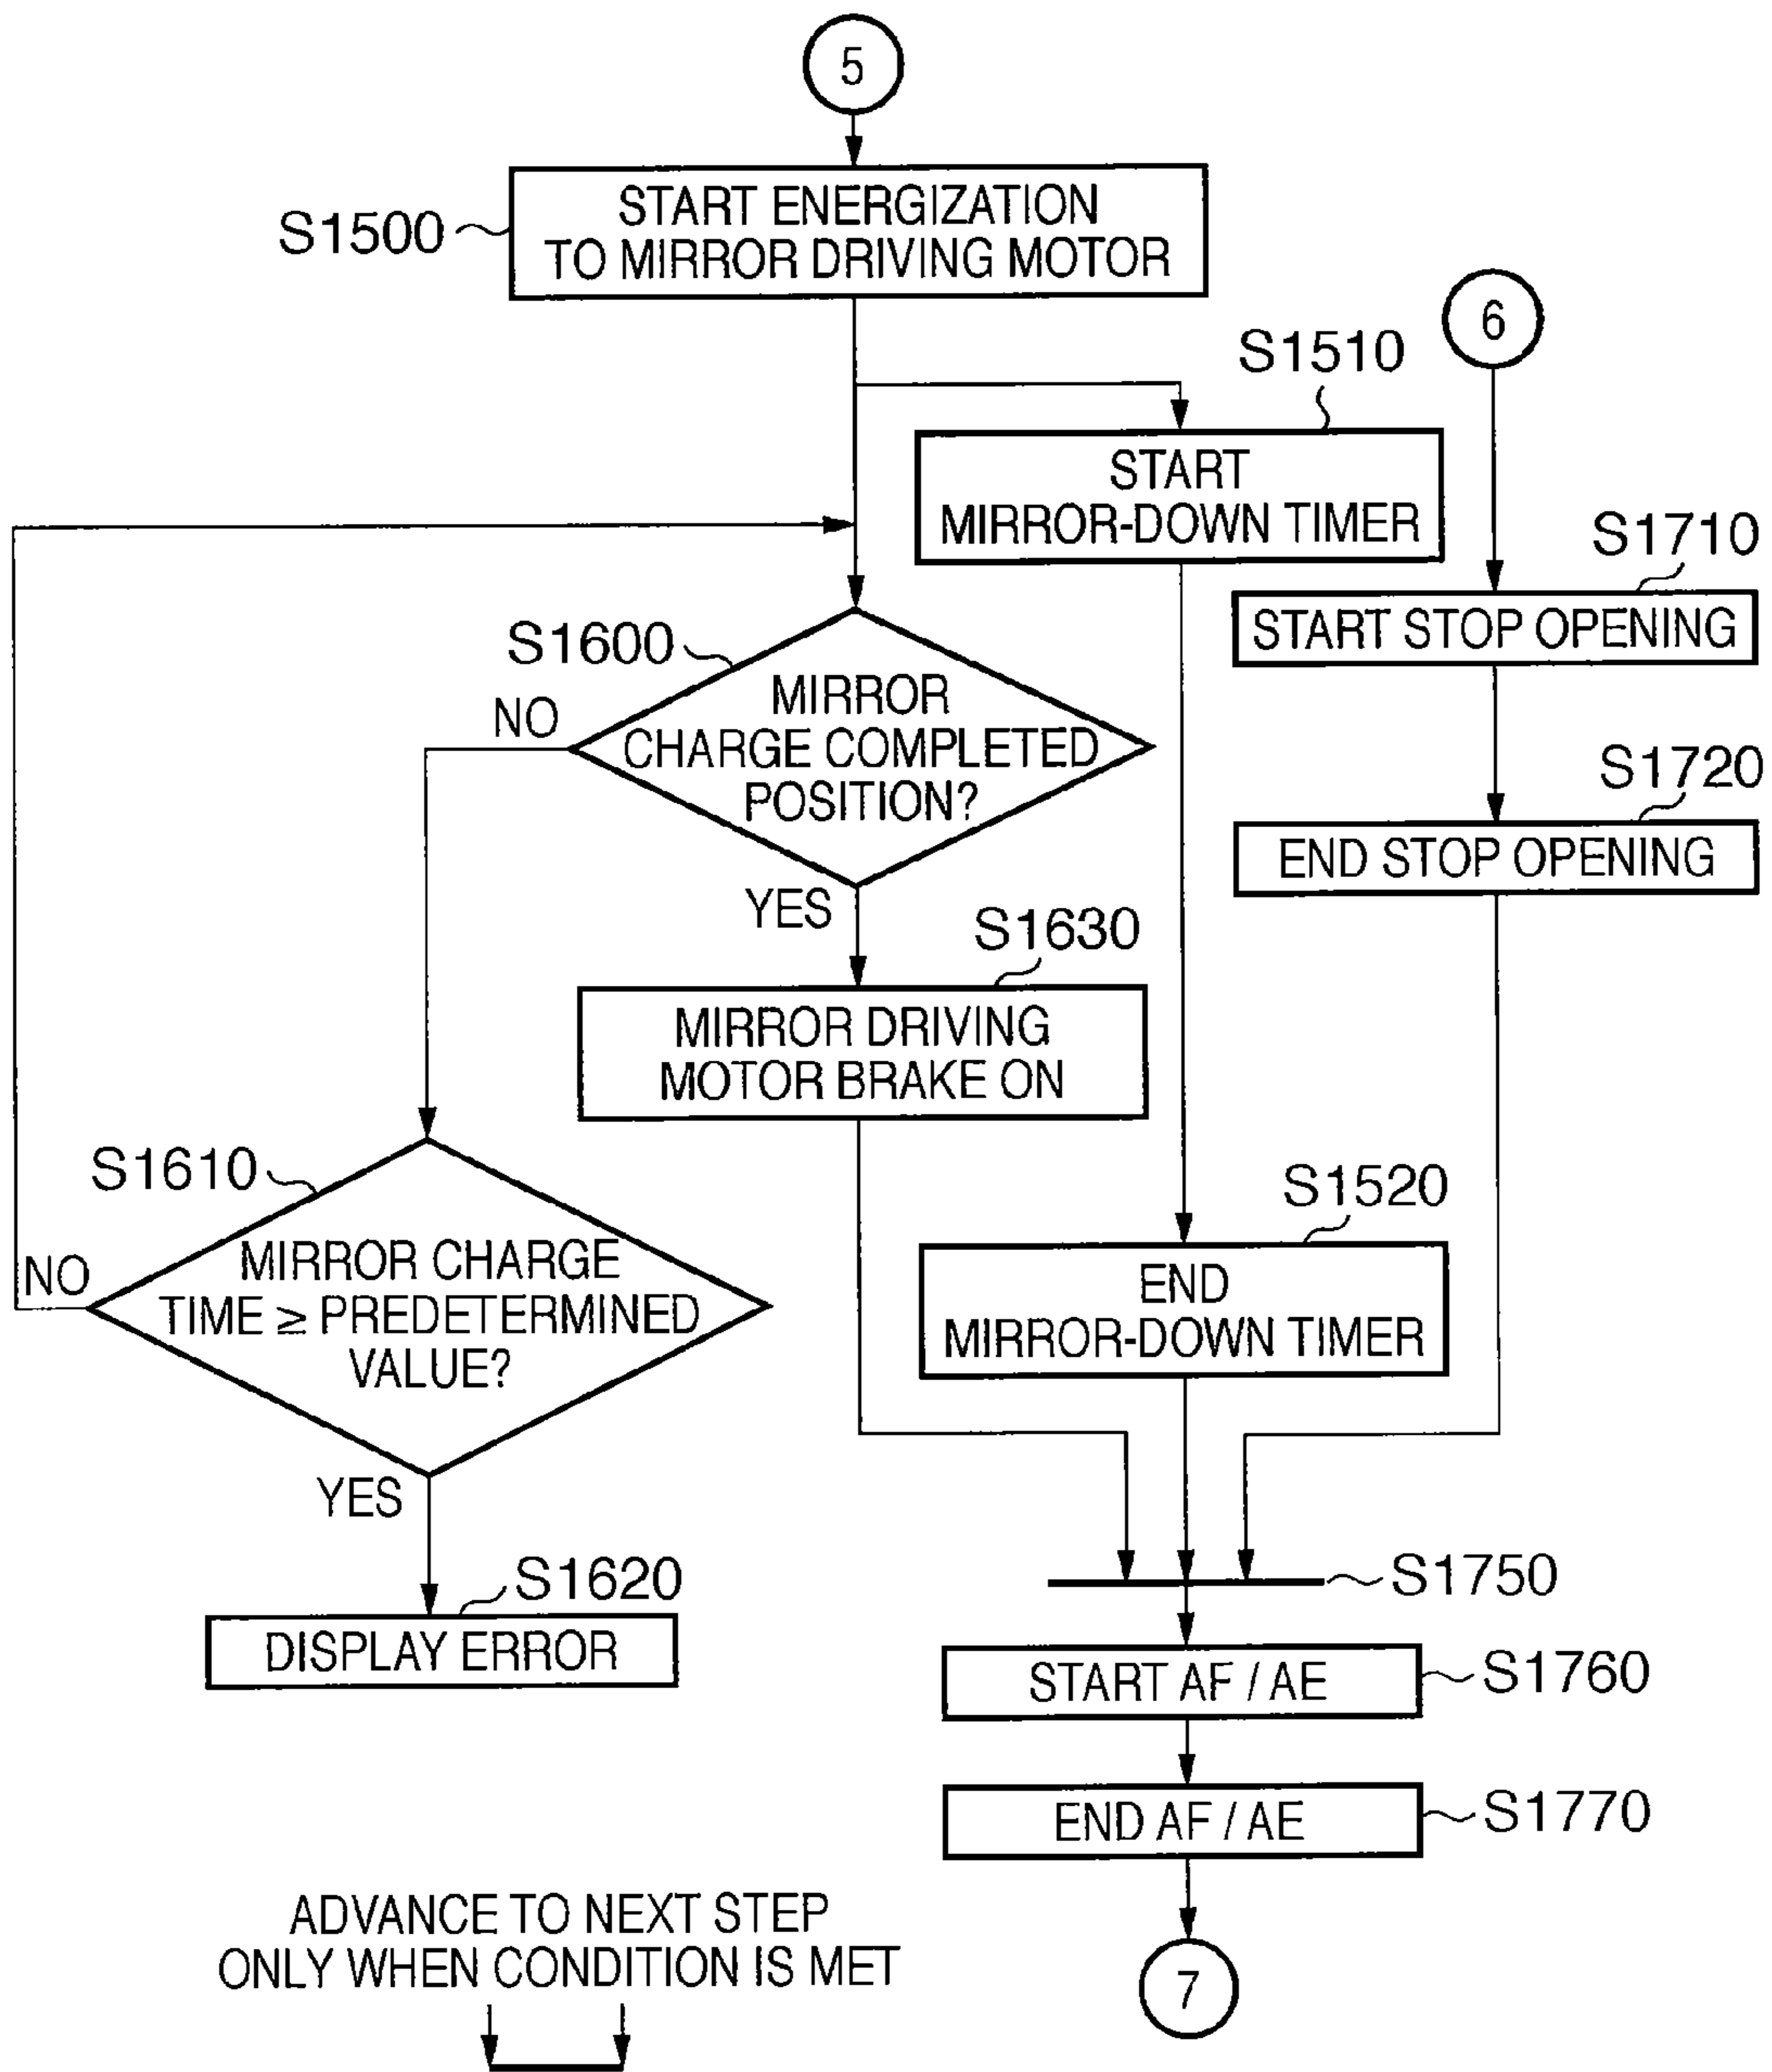 5
S1500
START ENERGIZATION
TO MIRROR DRIVING MOTOR
6
S1510
START
MIRROR-DOWN TIMER
S1710
START STOP OPENING
S1600
MIRROR
CHARGE COMPLETED
POSITION?
NO
YES
S1720
END STOP OPENING
S1630
MIRROR DRIVING
MOTOR BRAKE ON
S1610
MIRROR CHARGE
TIME ≥ PREDETERMINED
VALUE?
NO
YES
S1520
END
MIRROR-DOWN TIMER
S1620
DISPLAY ERROR
S1750
START AF / AE
S1760
END AF / AE
S1770
7
ADVANCE TO NEXT STEP
ONLY WHEN CONDITION IS MET